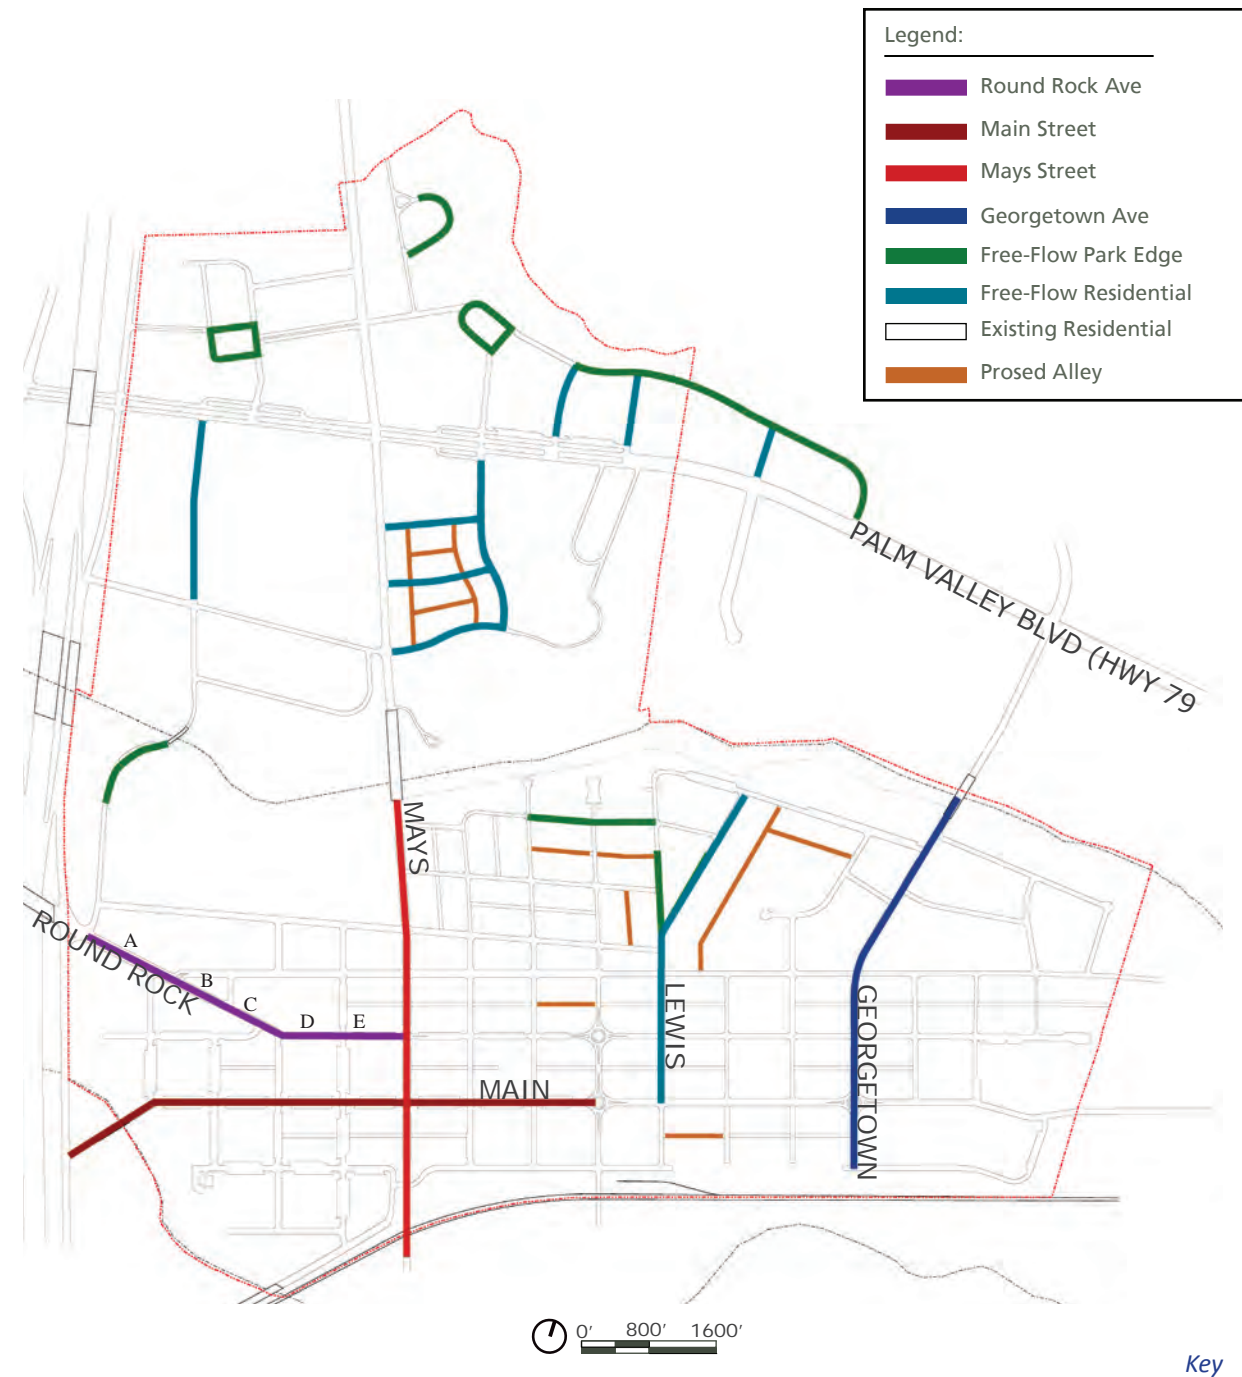 Legend:
Round Rock Ave
Main Street
Mays Street
Georgetown Ave
Free-Flow Park Edge
Free-Flow Residential
Existing Residential
Prosed Alley
PALM VALLEY BLVD (HWY 79
MAYS
ROUND ROCK
A
B
C
D
E
LEWIS
GEORGETOWN
MAIN
0' 800' 1600'
Key